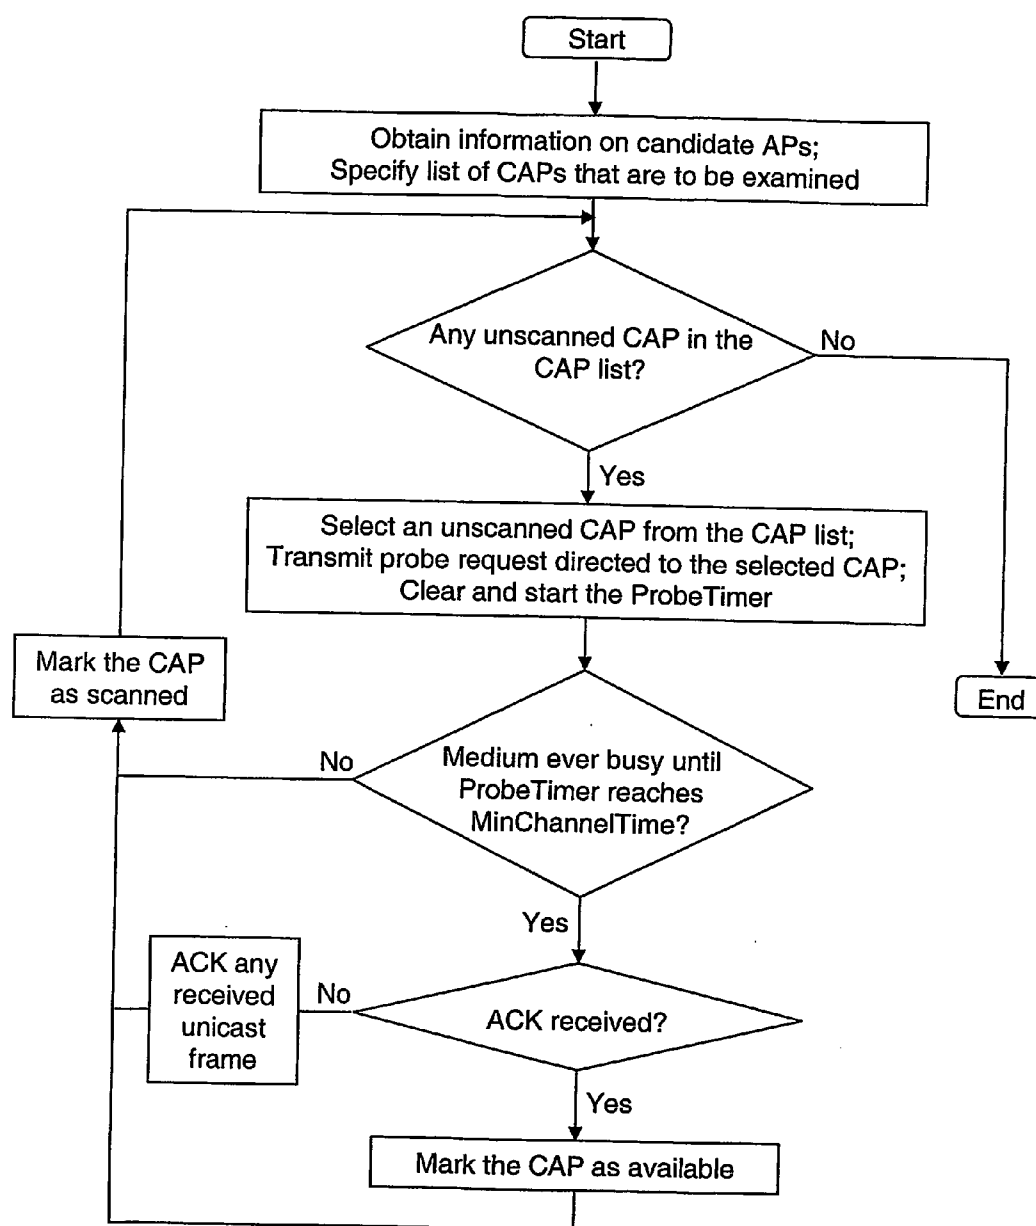 Start
Obtain information on candidate APs;
Specify list of CAPs that are to be examined
Any unscanned CAP in the
CAP list?
No
Yes
Select an unscanned CAP from the CAP list;
Transmit probe request directed to the selected CAP;
Clear and start the ProbeTimer
Mark the CAP
as scanned
End
No
Medium ever busy until
ProbeTimer reaches
MinChannelTime?
Yes
ACK any
received
unicast
frame
No
ACK received?
Yes
Mark the CAP as available